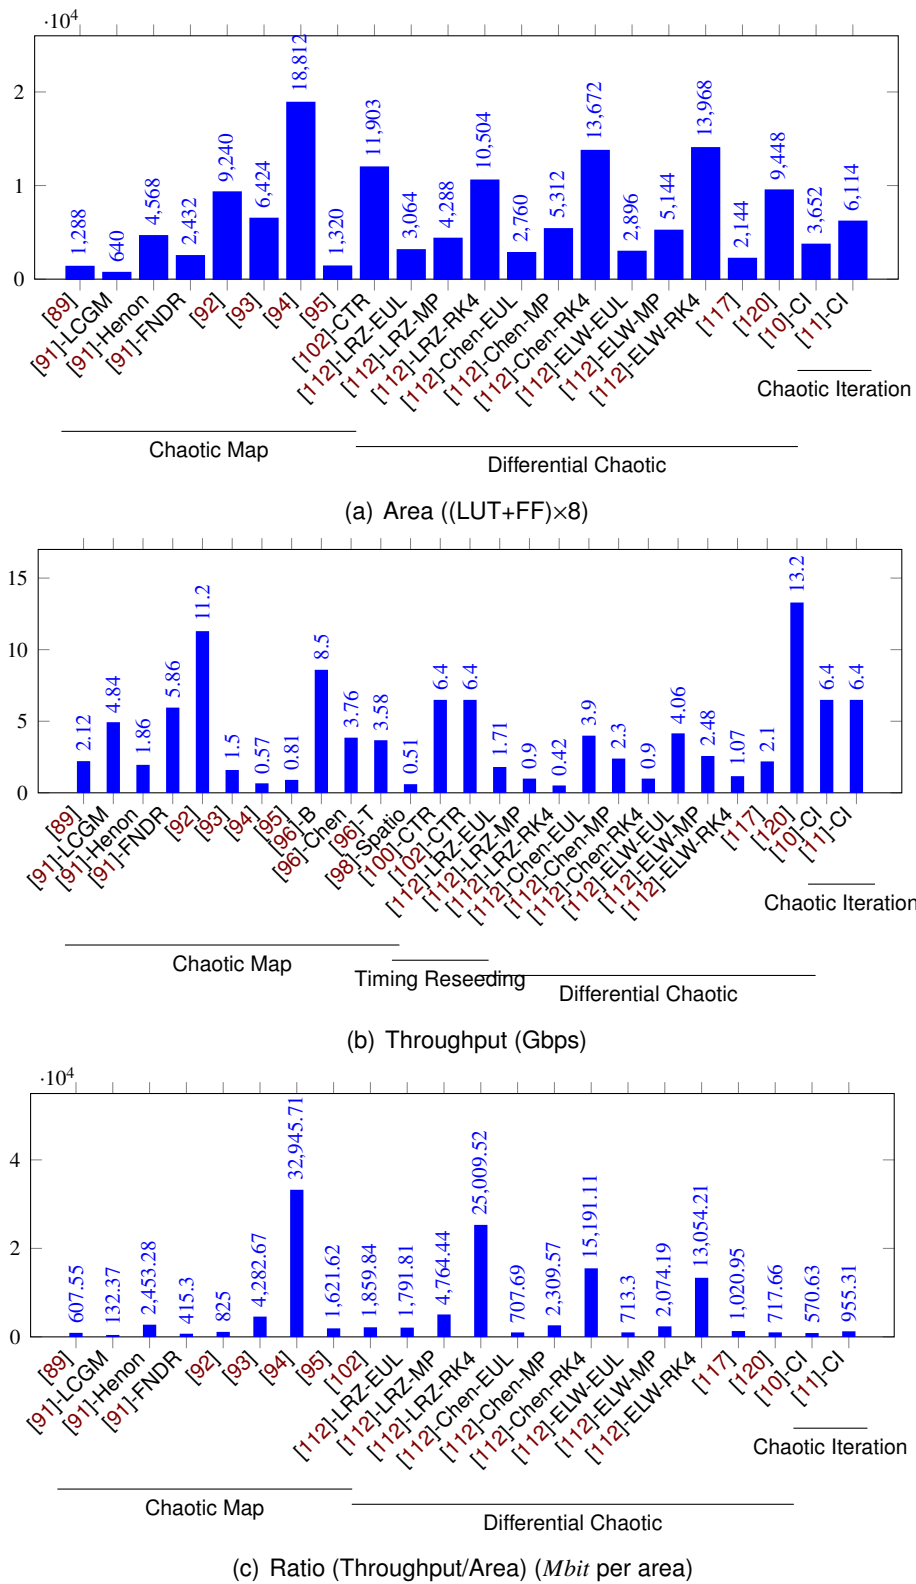 ·10⁴
2
1
0
1,288
640
4,568
2,432
9,240
6,424
18,812
1,320
11,903
3,064
4,288
10,504
2,760
5,312
13,672
2,896
5,144
13,968
2,144
9,448
3,652
6,114
[89]
[91]-LCGM
[91]-Henon
[91]-FNDR
[92]
[93]
[94]
[95]
[102]-CTR
[112]-LRZ-EUL
[112]-LRZ-MP
[112]-LRZ-RK4
[112]-Chen-EUL
[112]-Chen-MP
[112]-Chen-RK4
[112]-ELW-EUL
[112]-ELW-MP
[112]-ELW-RK4
[117]
[120]
[10]-CI
[11]-CI
Chaotic Iteration
Chaotic Map
Differential Chaotic
(a) Area ((LUT+FF)×8)
15
10
5
0
2.12
4.84
1.86
5.86
11.2
1.5
0.57
0.81
8.5
3.76
3.58
0.51
6.4
6.4
1.71
0.9
0.42
3.9
2.3
0.9
4.06
2.48
1.07
2.1
13.2
6.4
6.4
[89]
[91]-LCGM
[91]-Henon
[91]-FNDR
[92]
[93]
[94]
[95]
[96]-B
[96]-Chen
[96]-T
[98]-Spatio
[100]-CTR
[102]-CTR
[112]-LRZ-EUL
[112]-LRZ-MP
[112]-LRZ-RK4
[112]-Chen-EUL
[112]-Chen-MP
[112]-Chen-RK4
[112]-ELW-EUL
[112]-ELW-MP
[112]-ELW-RK4
[117]
[120]
[10]-CI
[11]-CI
Chaotic Iteration
Chaotic Map
Timing Reseeding
Differential Chaotic
(b) Throughput (Gbps)
·10⁴
4
2
0
607.55
132.37
2,453.28
415.3
825
4,282.67
32,945.71
1,621.62
1,859.84
1,791.81
4,764.44
25,009.52
707.69
2,309.57
15,191.11
713.3
2,074.19
13,054.21
1,020.95
717.66
570.63
955.31
[89]
[91]-LCGM
[91]-Henon
[91]-FNDR
[92]
[93]
[94]
[95]
[102]
[112]-LRZ-EUL
[112]-LRZ-MP
[112]-LRZ-RK4
[112]-Chen-EUL
[112]-Chen-MP
[112]-Chen-RK4
[112]-ELW-EUL
[112]-ELW-MP
[112]-ELW-RK4
[117]
[120]
[10]-CI
[11]-CI
Chaotic Iteration
Chaotic Map
Differential Chaotic
(c) Ratio (Throughput/Area) (Mbit per area)